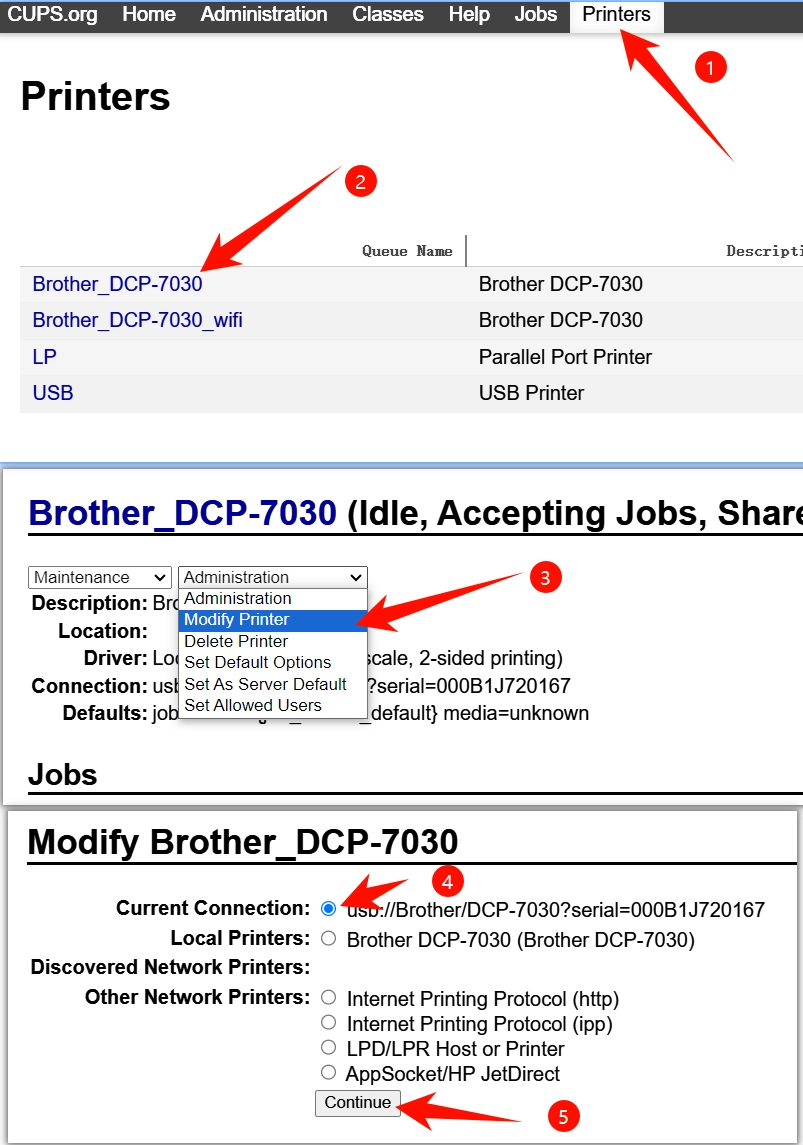 CUPS.org Home Administration Classes Help Jobs Printers
1
Printers
2
Queue Name Descripti
Brother_DCP-7030 Brother DCP-7030
Brother_DCP-7030_wifi Brother DCP-7030
LP Parallel Port Printer
USB USB Printer
Brother_DCP-7030 (Idle, Accepting Jobs, Share
Maintenance Administration
3
Description: Bro Administration
Location: Modify Printer
Delete Printer
Driver: Loc Set Default Options scale, 2-sided printing)
Connection: usb Set As Server Default ?serial=000B1J720167
Defaults: job Set Allowed Users _default} media=unknown
Jobs
Modify Brother_DCP-7030
4
Current Connection: usb://Brother/DCP-7030?serial=000B1J720167
Local Printers: Brother DCP-7030 (Brother DCP-7030)
Discovered Network Printers:
Other Network Printers: Internet Printing Protocol (http)
Internet Printing Protocol (ipp)
LPD/LPR Host or Printer
AppSocket/HP JetDirect
Continue
5